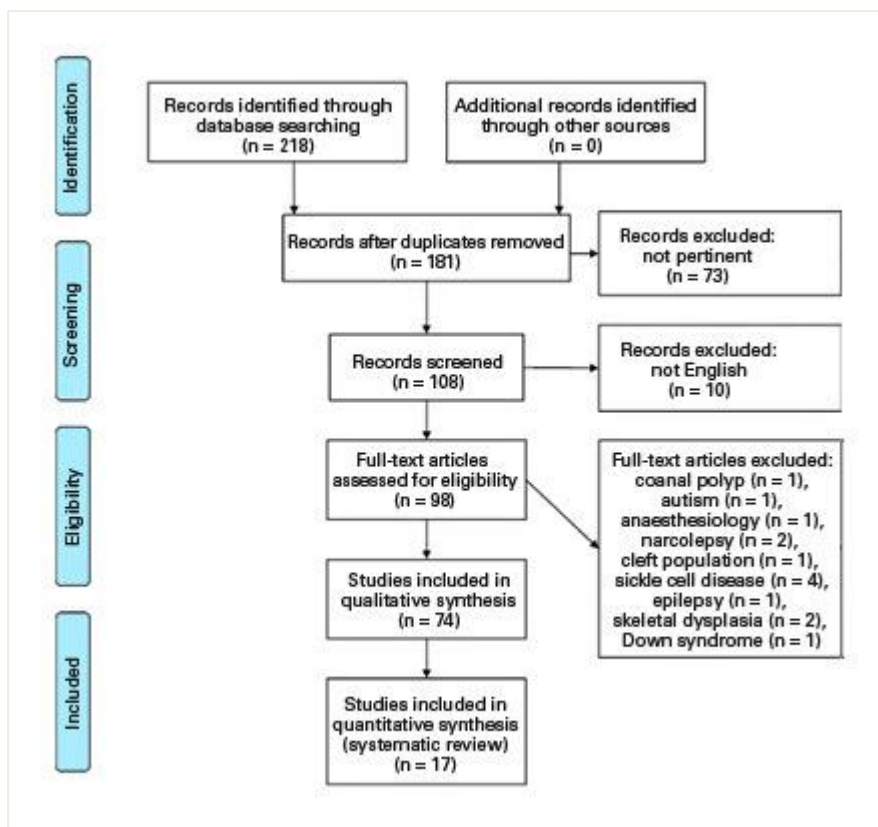 Identification
Records identified through
database searching
(n = 218)
Additional records identified
through other sources
(n = 0)
Records after duplicates removed
(n = 181)
Records excluded:
not pertinent
(n = 73)
Screening
Records screened
(n = 108)
Records excluded:
not English
(n = 10)
Eligibility
Full-text articles
assessed for eligibility
(n = 98)
Full-text articles excluded:
coanal polyp (n = 1),
autism (n = 1),
anaesthesiology (n = 1),
narcolepsy (n = 2),
cleft population (n = 1),
sickle cell disease (n = 4),
epilepsy (n = 1),
skeletal dysplasia (n = 2),
Down syndrome (n = 1)
Studies included in
qualitative synthesis
(n = 74)
Included
Studies included in
quantitative synthesis
(systematic review)
(n = 17)